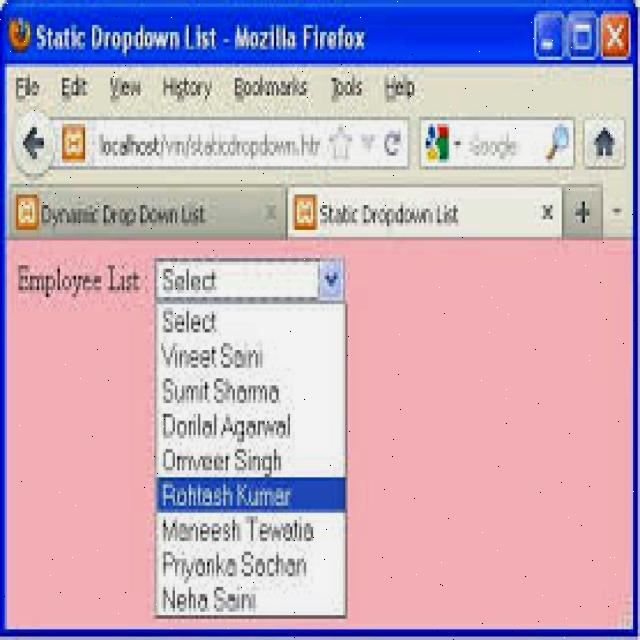 Static Dropdown List - Mozilla Firefox
File Edit View History Bookmarks Tools Help
localhost/vm/staticdropdown.htm Google
Dynamic Drop Down List x Static Dropdown List x +
Employee List : Select
Select
Vineet Saini
Sumit Sharma
Dorilal Agarwal
Omveer Singh
Rohtash Kumar
Maneesh Tewatia
Priyanka Sachan
Neha Saini